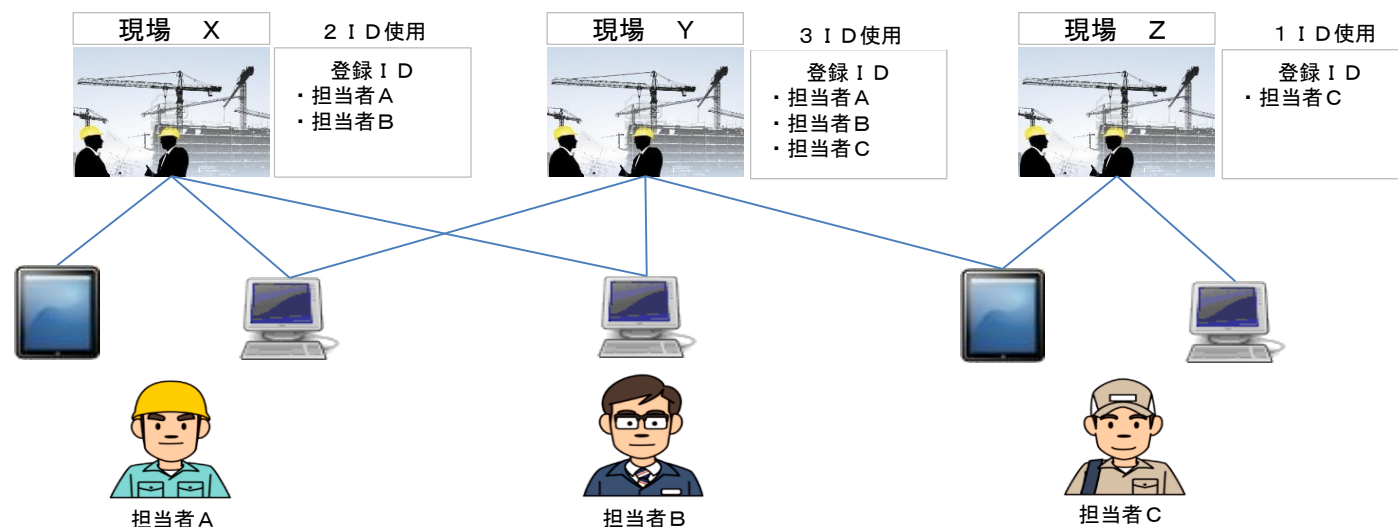 現場　X
２ＩＤ使用
登録ＩＤ
・担当者Ａ
・担当者Ｂ
現場　Y
３ＩＤ使用
登録ＩＤ
・担当者Ａ
・担当者Ｂ
・担当者Ｃ
現場　Z
１ＩＤ使用
登録ＩＤ
・担当者Ｃ
担当者Ａ
担当者Ｂ
担当者Ｃ